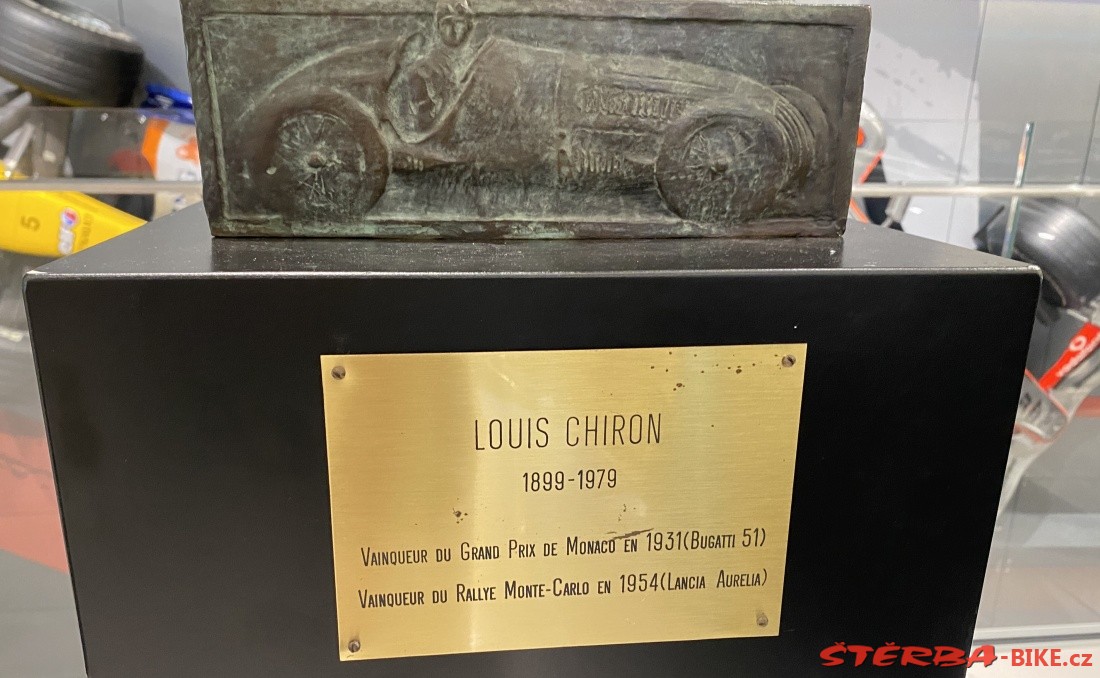 5
LOUIS CHIRON
1899-1979
VAINQUEUR DU GRAND PRIX DE MONACO EN 1931(BUGATTI 51)
VAINQUEUR DU RALLYE MONTE-CARLO EN 1954(LANCIA AURELIA)
ŠTĚRBA-BIKE.cz